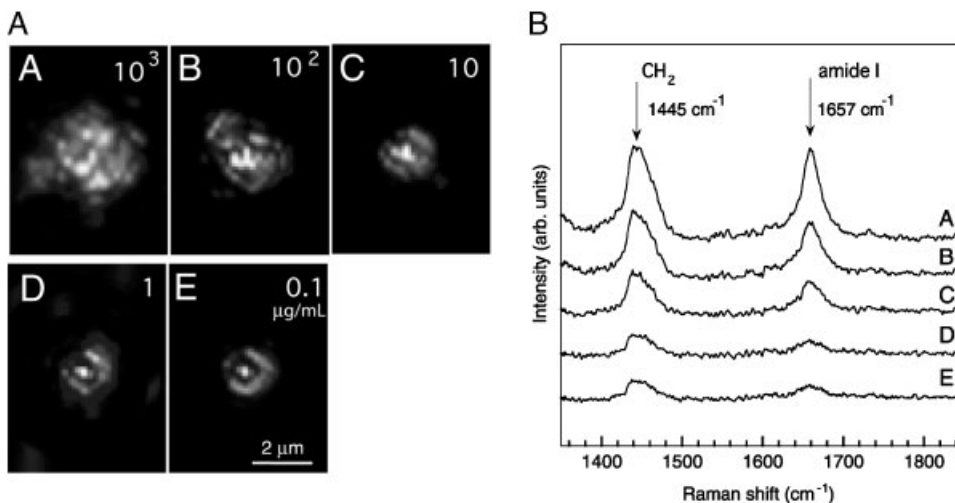 A
B
A
10³
B
10²
C
10
D
1
E
0.1
µg/mL
2 µm
CH₂
1445 cm⁻¹
amide I
1657 cm⁻¹
A
B
C
D
E
Intensity (arb. units)
1400
1500
1600
1700
1800
Raman shift (cm⁻¹)